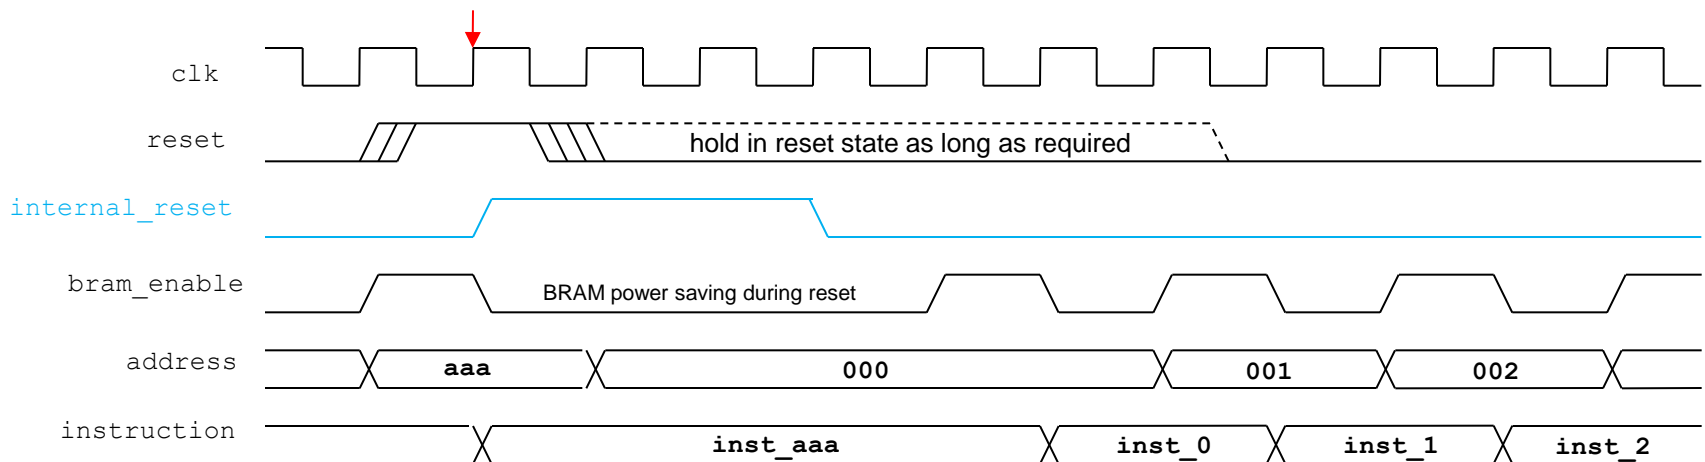 clk
reset
hold in reset state as long as required
internal_reset
bram_enable
BRAM power saving during reset
address
aaa
000
001
002
instruction
inst_aaa
inst_0
inst_1
inst_2